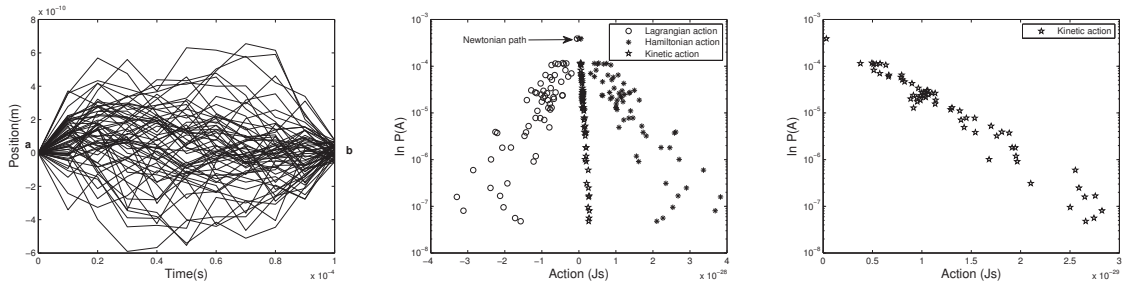 8 x 10⁻¹⁰
6
4
2
0
−2
−4
−6
Position(m)
a
b
0 0.2 0.4 0.6 0.8 1
x 10⁻⁴
Time(s)
10⁻³
10⁻⁴
10⁻⁵
10⁻⁶
10⁻⁷
10⁻⁸
ln P(A)
Newtonian path
Lagrangian action
Hamiltonian action
Kinetic action
−4 −3 −2 −1 0 1 2 3 4
x 10⁻²⁸
Action (Js)
10⁻³
10⁻⁴
10⁻⁵
10⁻⁶
10⁻⁷
10⁻⁸
ln P(A)
Kinetic action
0 0.5 1 1.5 2 2.5 3
x 10⁻²⁹
Action (Js)